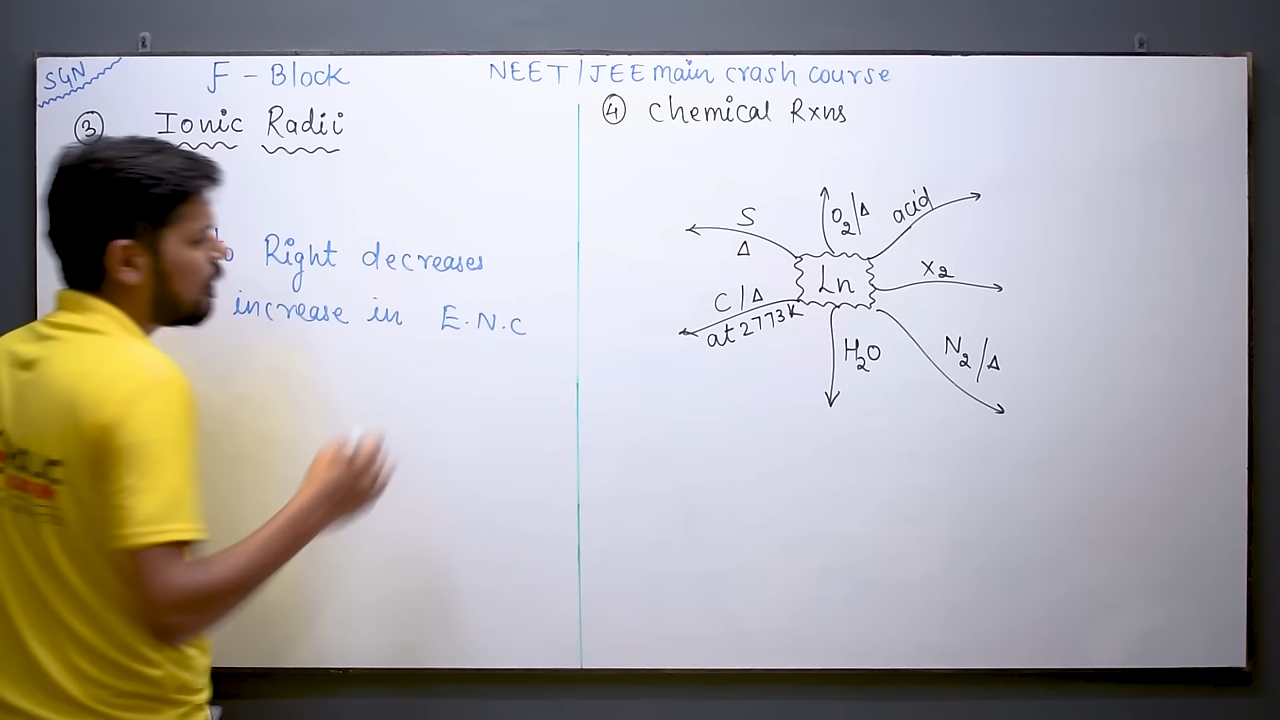 SGN
F - Block
NEET/JEE main crash course
③ Ionic Radii
Right decreases
increase in E.N.C
④ Chemical Rxns
S
Δ
O2/Δ
acid
X2
Ln
C/Δ
at 2773K
H2O
N2/Δ